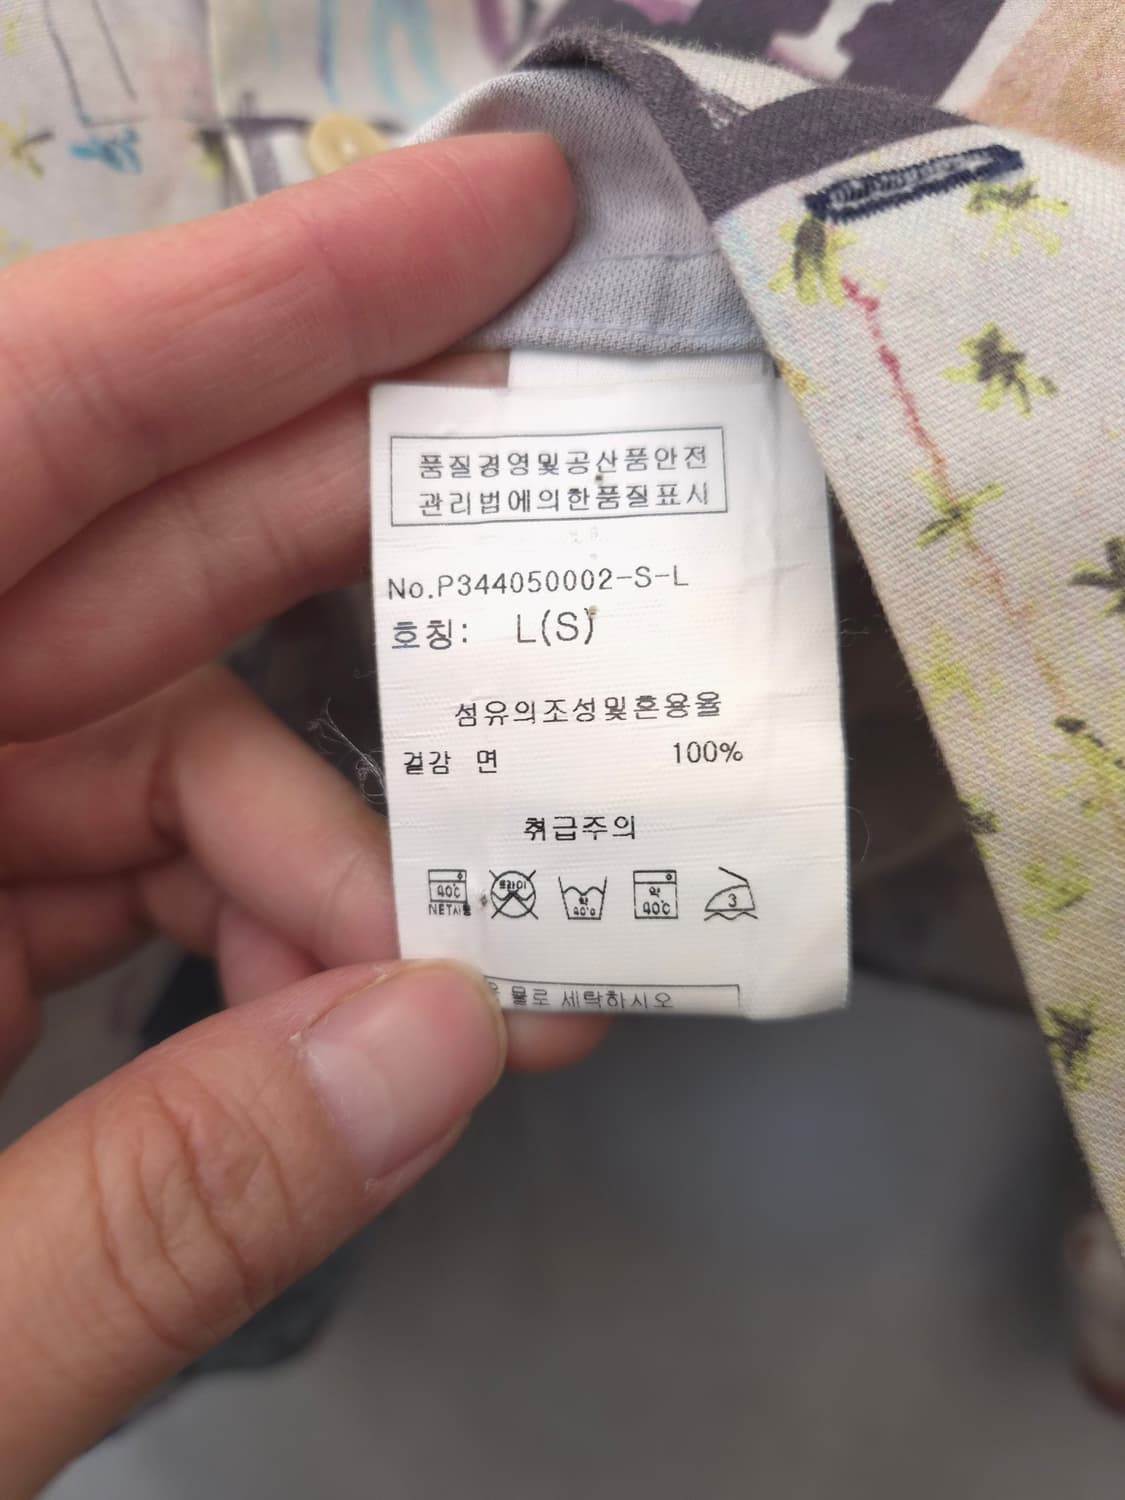 품질경영및공산품안전
관리법에의한품질표시
No.P344050002-S-L
호칭: L(S)
섬유의조성및혼용율
겉감 면 100%
취급주의
40℃
NET사용
드라이
약
40℃
약
40℃
3
물로 세탁하시오